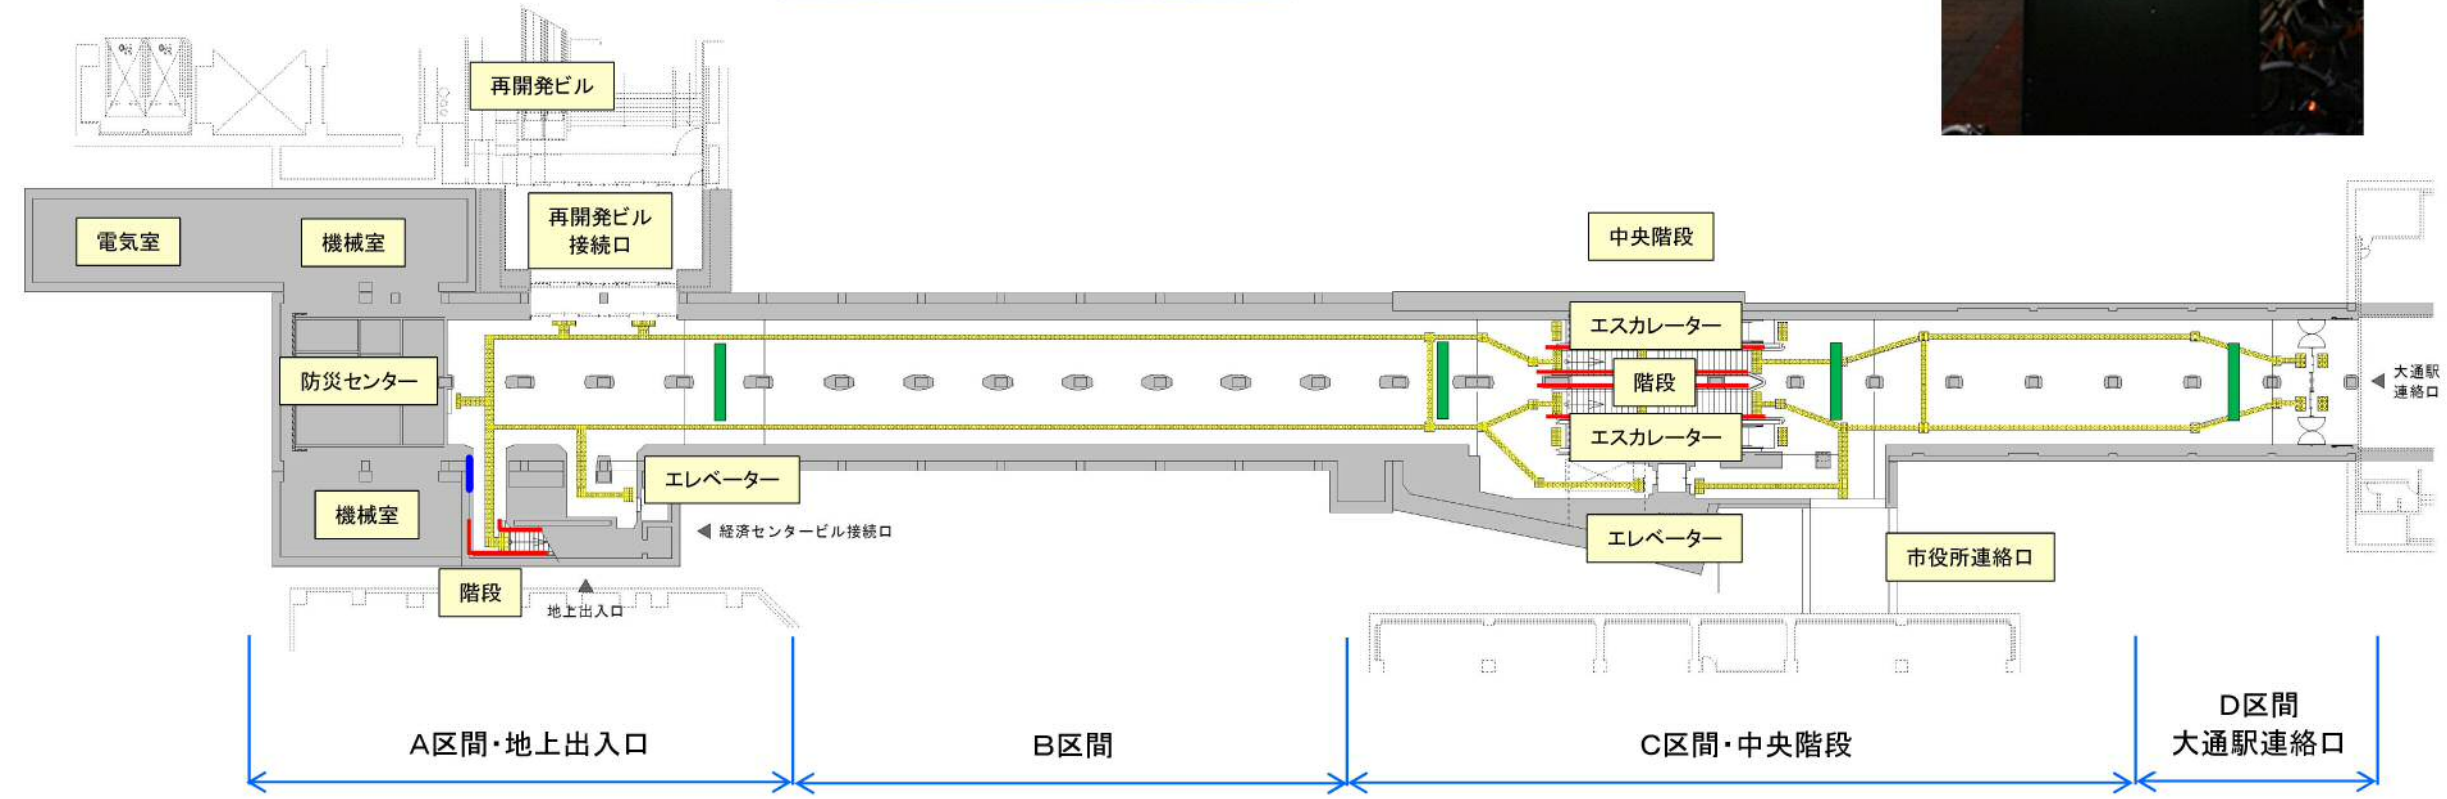 再開発ビル
電気室
機械室
再開発ビル
接続口
中央階段
エスカレーター
防災センター
階段
大通駅
連絡口
エスカレーター
エレベーター
機械室
経済センタービル接続口
エレベーター
市役所連絡口
階段
地上出入口
A区間・地上出入口
B区間
C区間・中央階段
D区間
大通駅連絡口